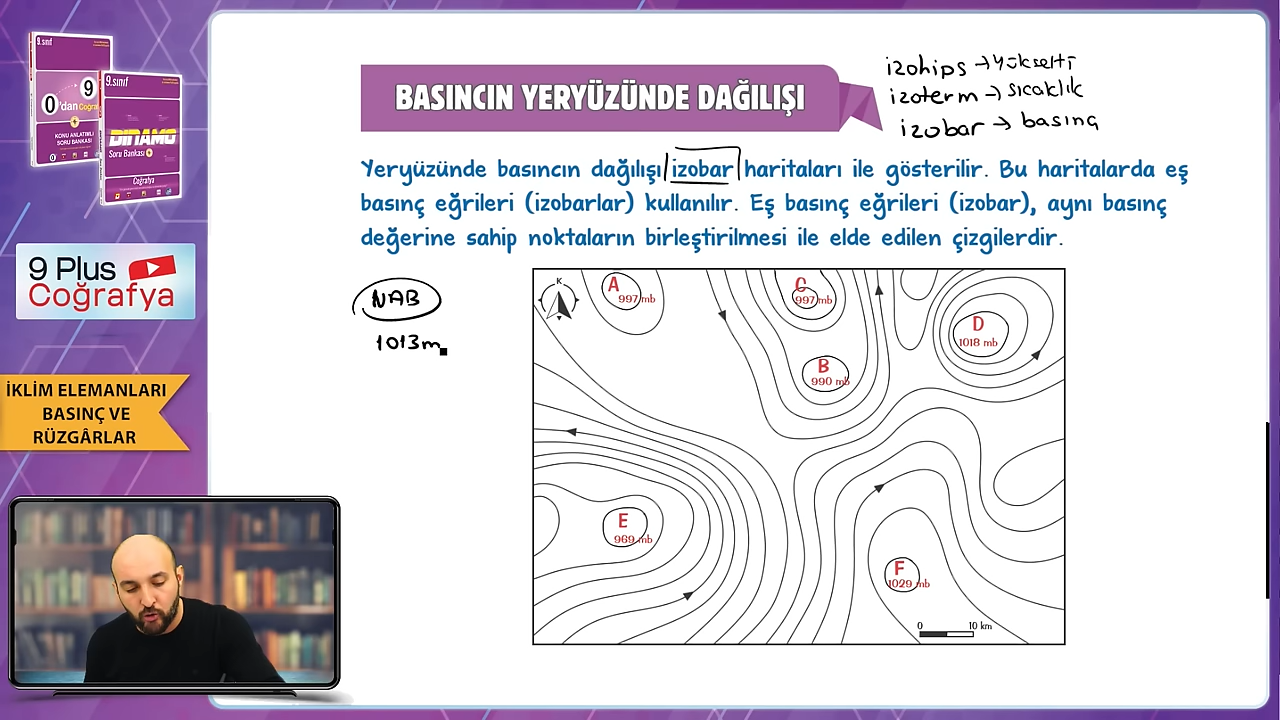 9.sınıf
0'dan 9
KONU ANLATIMLI
SORU BANKASI
9.sınıf
DİNAMO
Soru Bankası
Coğrafya
9 Plus
Coğrafya
İKLİM ELEMANLARI
BASINÇ VE
RÜZGÂRLAR
BASINCIN YERYÜZÜNDE DAĞILIŞI
izohips → Yükselti
izoterm → sıcaklık
izobar → basınç
Yeryüzünde basıncın dağılışı izobar haritaları ile gösterilir. Bu haritalarda eş
basınç eğrileri (izobarlar) kullanılır. Eş basınç eğrileri (izobar), aynı basınç
değerine sahip noktaların birleştirilmesi ile elde edilen çizgilerdir.
NAB
1013m
K
A
997 mb
C
997 mb
D
1018 mb
B
990 mb
E
969 mb
F
1029 mb
0 10 km